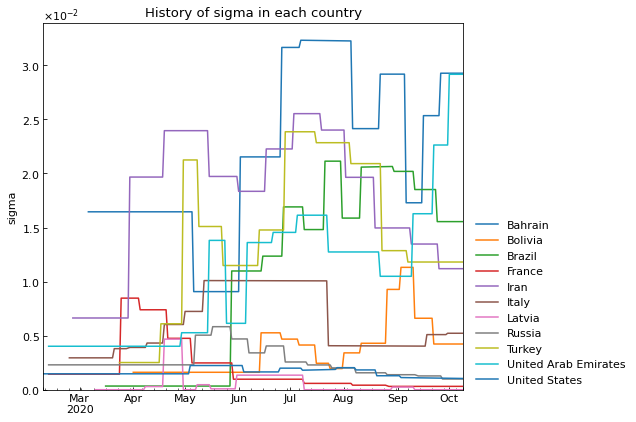 History of sigma in each country
×10⁻²
3.0
2.5
2.0
1.5
1.0
0.5
0.0
sigma
Mar Apr May Jun Jul Aug Sep Oct
2020
Bahrain
Bolivia
Brazil
France
Iran
Italy
Latvia
Russia
Turkey
United Arab Emirates
United States